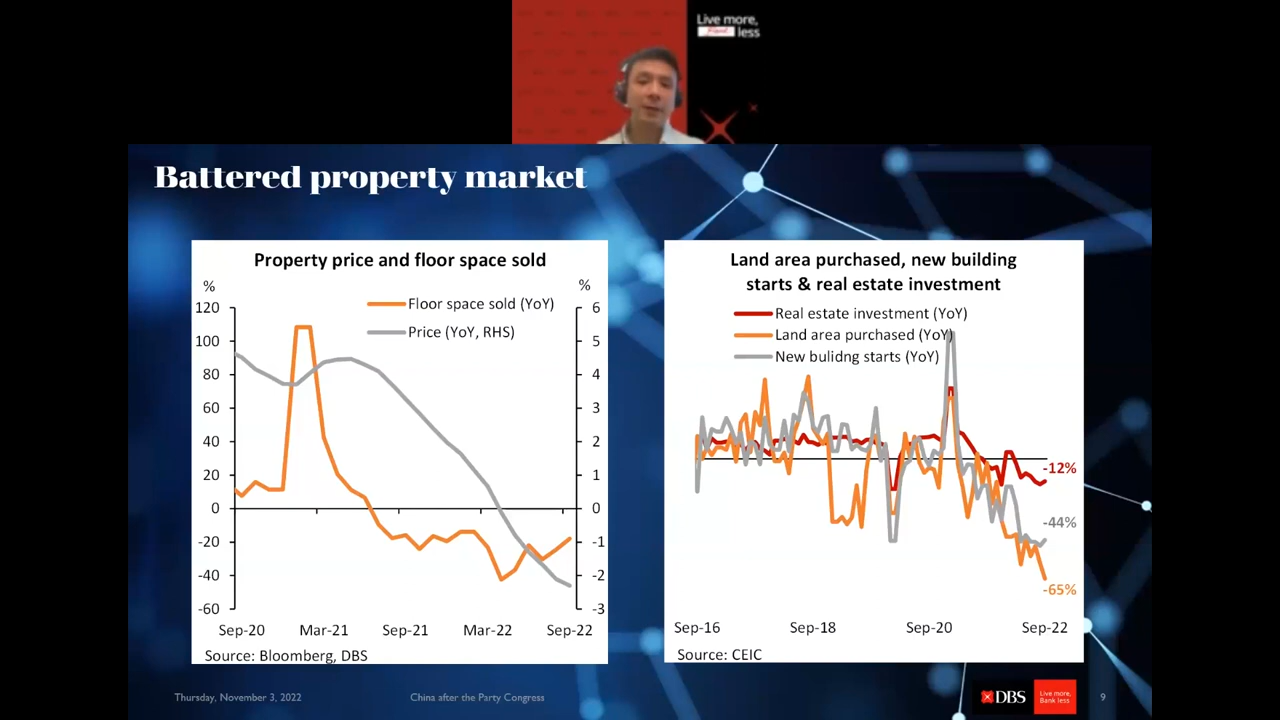 Live more,
less
Battered property market
Property price and floor space sold
%
%
Floor space sold (YoY)
Price (YoY, RHS)
120
100
80
60
40
20
0
-20
-40
-60
6
5
4
3
2
1
0
-1
-2
-3
Sep-20 Mar-21 Sep-21 Mar-22 Sep-22
Source: Bloomberg, DBS
Land area purchased, new building
starts & real estate investment
Real estate investment (YoY)
Land area purchased (YoY)
New bulidng starts (YoY)
-12%
-44%
-65%
Sep-16 Sep-18 Sep-20 Sep-22
Source: CEIC
Thursday, November 3, 2022
China after the Party Congress
DBS
Live more,
Bank less
9